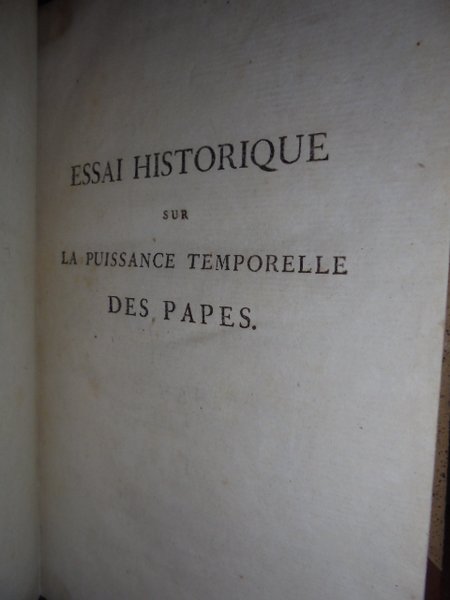 ESSAI HISTORIQUE
SUR
LA PUISSANCE TEMPORELLE
DES PAPES.